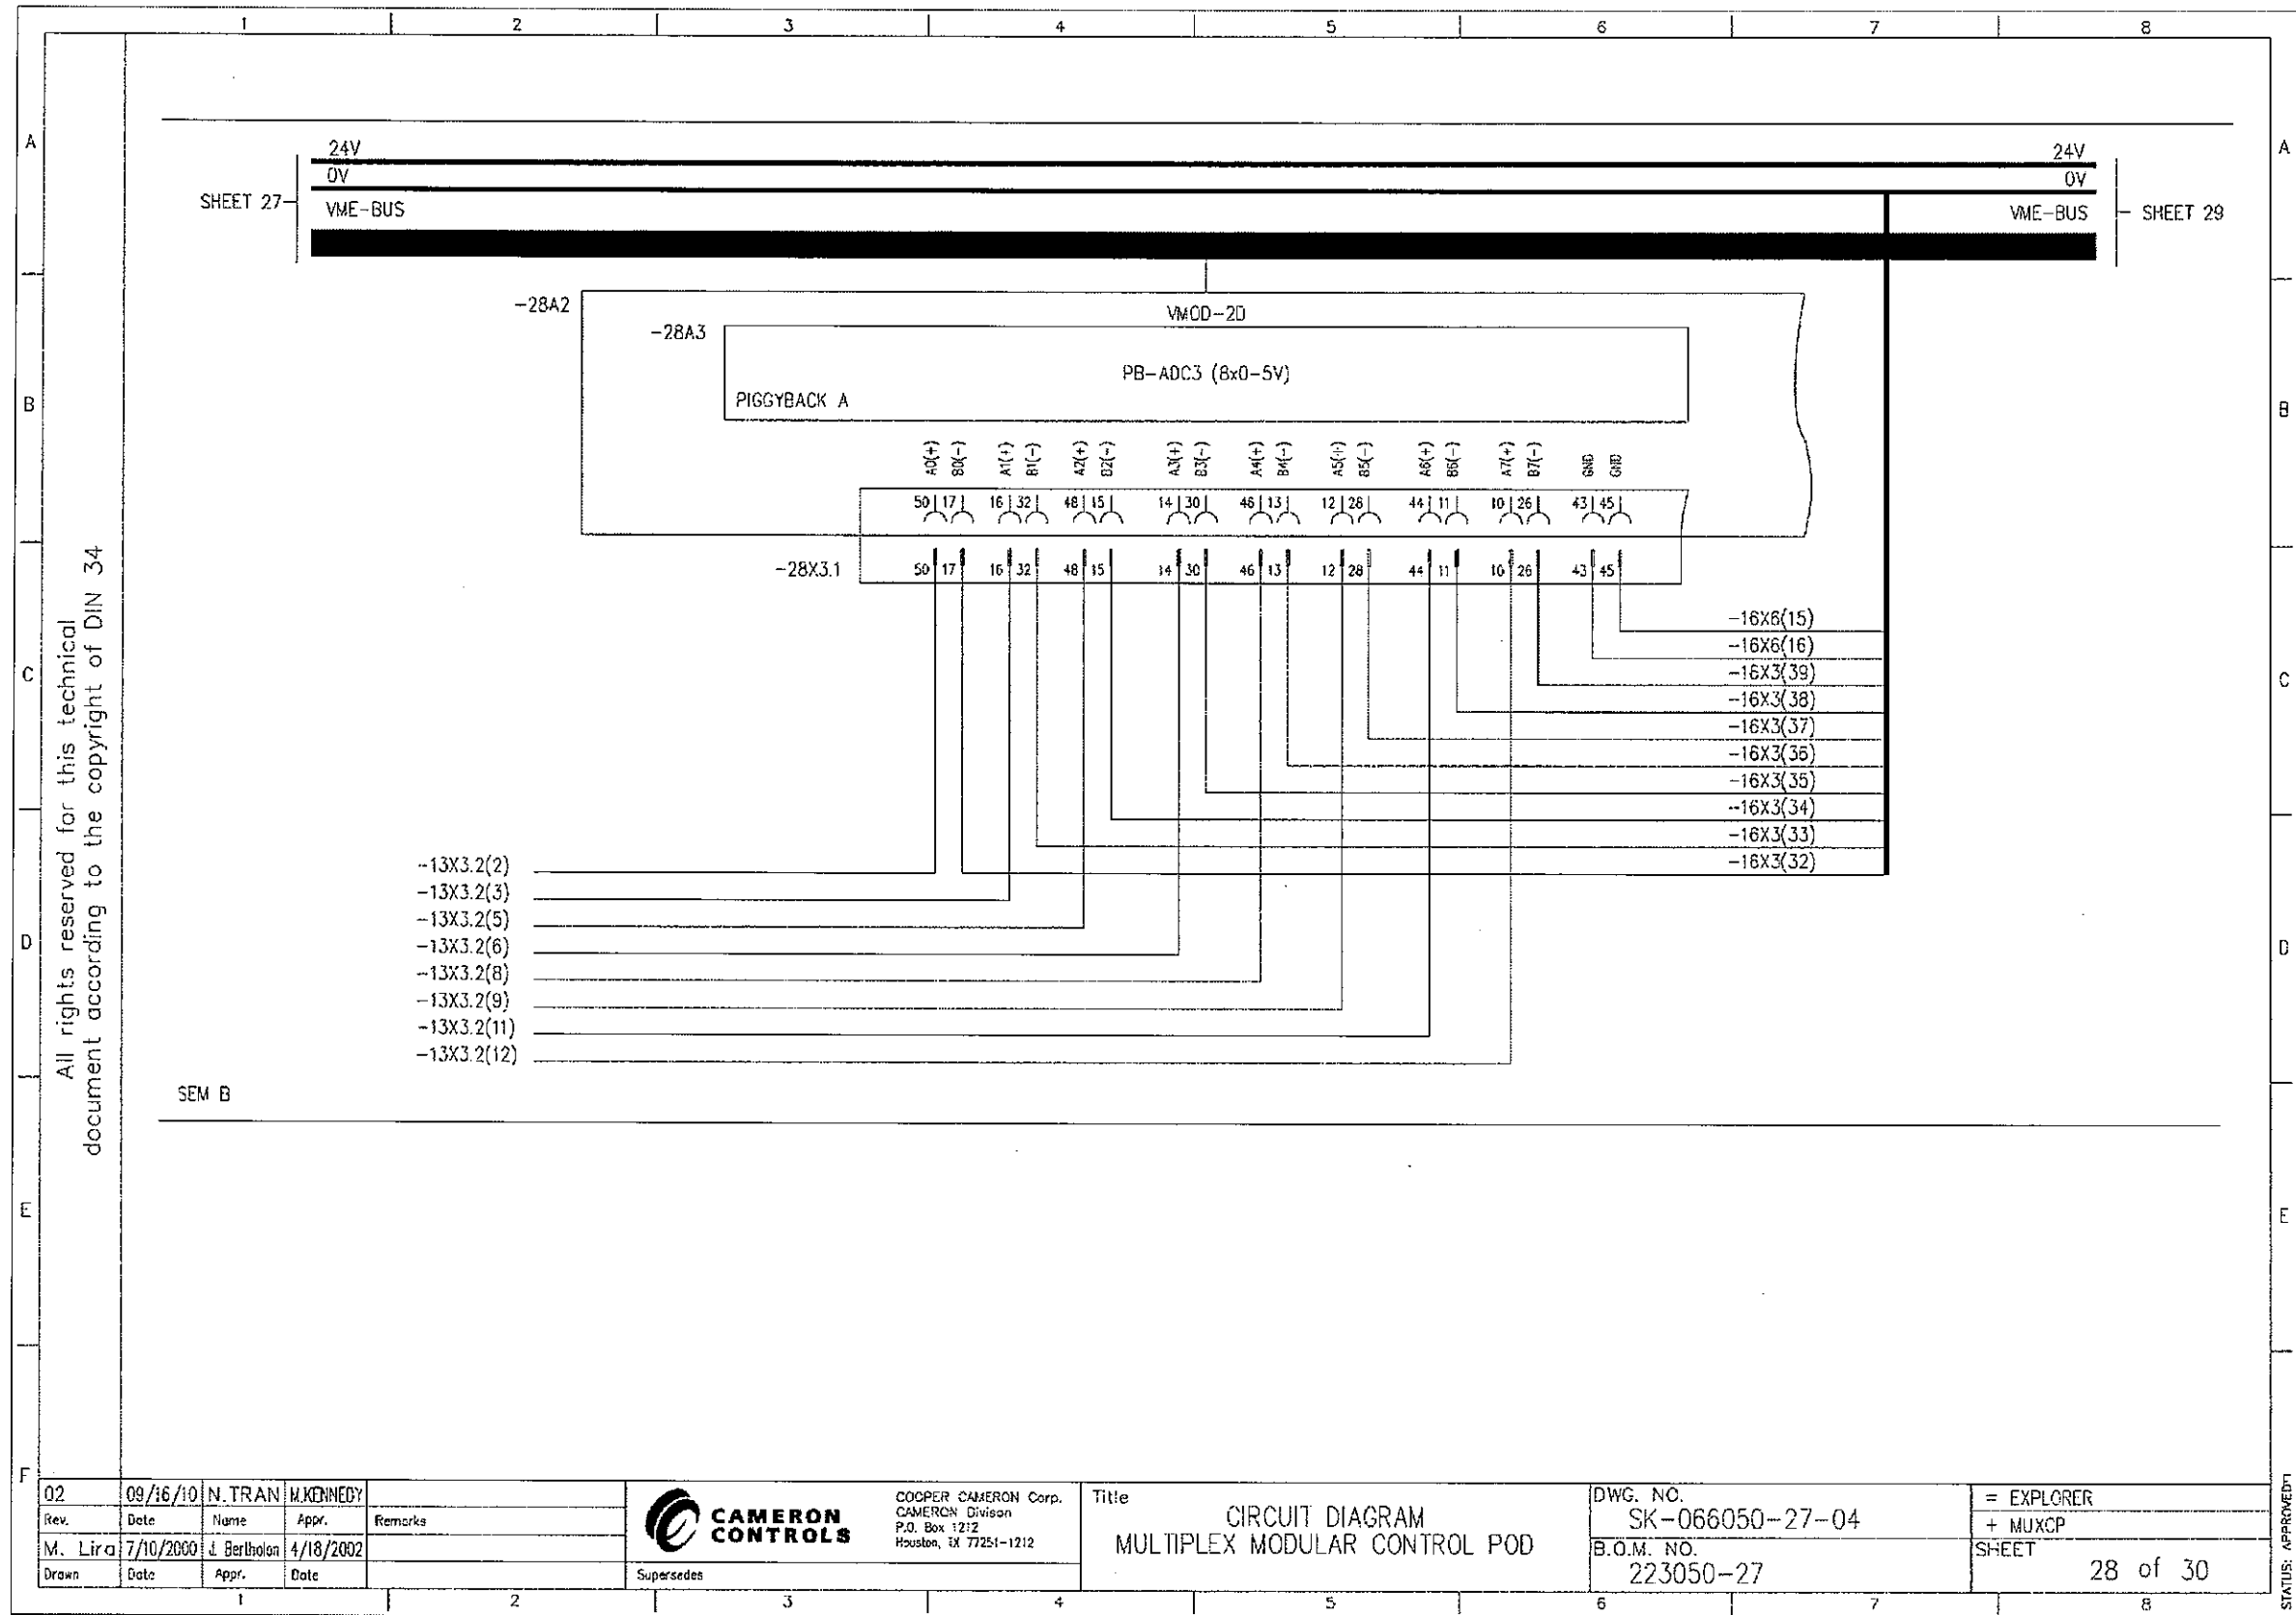 1 2 3 4 5 6 7 8
A
B
C
D
E
F
A
B
C
D
E
F
All rights reserved for this technical
document according to the copyright of DIN 34
24V
0V
VME-BUS
SHEET 27
24V
0V
VME-BUS
SHEET 29
-28A2
VMOD-2D
-28A3
PB-ADC3 (8x0-5V)
PIGGYBACK A
A0(+) B0(-) A1(+) B1(-) A2(+) B2(-) A3(+) B3(-) A4(+) B4(-) A5(+) B5(-) A6(+) B6(-) A7(+) B7(-) GND GND
50 17 16 32 48 15 14 30 46 13 12 28 44 11 10 26 43 45
-28X3.1
50 17 16 32 48 15 14 30 46 13 12 28 44 11 10 26 43 45
-16X6(15)
-16X6(16)
-16X3(39)
-16X3(38)
-16X3(37)
-16X3(36)
-16X3(35)
-16X3(34)
-16X3(33)
-16X3(32)
-13X3.2(2)
-13X3.2(3)
-13X3.2(5)
-13X3.2(6)
-13X3.2(8)
-13X3.2(9)
-13X3.2(11)
-13X3.2(12)
SEM B
02 09/16/10 N.TRAN M.KENNEDY
Rev. Date Name Appr. Remarks
M. Lira 7/10/2000 J. Bertholon 4/18/2002
Drawn Date Appr. Date
CAMERON
CONTROLS
COOPER CAMERON Corp.
CAMERON Divison
P.O. Box 1212
Houston, TX 77251-1212
Supersedes
Title
CIRCUIT DIAGRAM
MULTIPLEX MODULAR CONTROL POD
DWG. NO.
SK-066050-27-04
B.O.M. NO.
223050-27
= EXPLORER
+ MUXCP
SHEET
28 of 30
STATUS: APPROVED
1 2 3 4 5 6 7 8